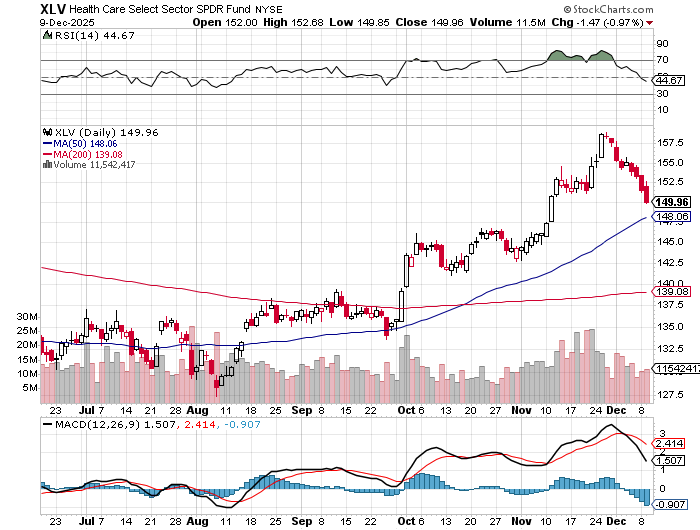 XLV Health Care Select Sector SPDR Fund NYSE © StockCharts.com
9-Dec-2025 Open 152.00 High 152.68 Low 149.85 Close 149.96 Volume 11.5M Chg -1.47 (-0.97%)
RSI(14) 44.67
90
70
50
44.67
30
10
XLV (Daily) 149.96
MA(50) 148.06
MA(200) 139.08
Volume 11,542,417
157.5
155.0
152.5
149.96
148.06
145.0
142.5
139.08
137.5
135.0
132.5
127.5
30M
25M
20M
15M
10M
5M
11542417
23 Jul 7 14 21 28 Aug 11 18 25 Sep 8 15 22 Oct 6 13 20 27 Nov 10 17 24 Dec 8
MACD(12,26,9) 1.507, 2.414, -0.907
3
2.414
2
1.507
1
0
-0.907
23 Jul 7 14 21 28 Aug 11 18 25 Sep 8 15 22 Oct 6 13 20 27 Nov 10 17 24 Dec 8